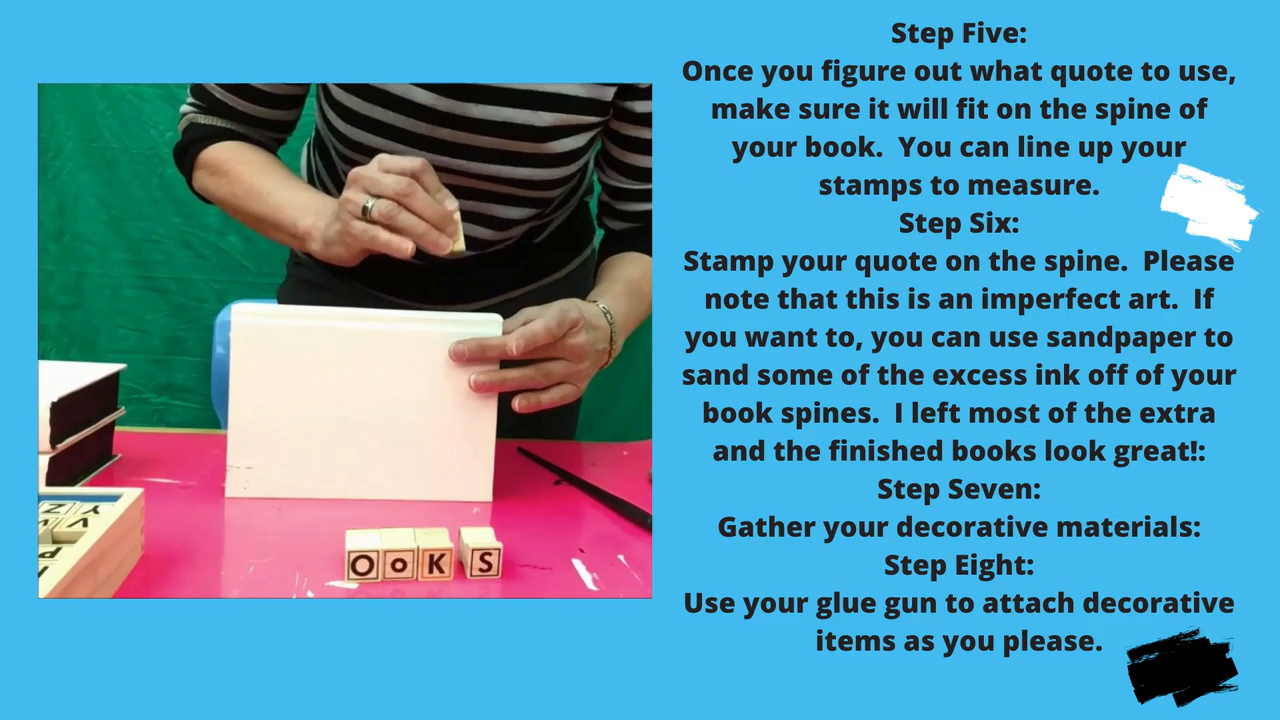 Step Five:
Once you figure out what quote to use,
make sure it will fit on the spine of
your book.  You can line up your
stamps to measure.
Step Six:
Stamp your quote on the spine.  Please
note that this is an imperfect art.  If
you want to, you can use sandpaper to
sand some of the excess ink off of your
book spines.  I left most of the extra
and the finished books look great!:
Step Seven:
Gather your decorative materials:
Step Eight:
Use your glue gun to attach decorative
items as you please.
O o K S
Z Y
V